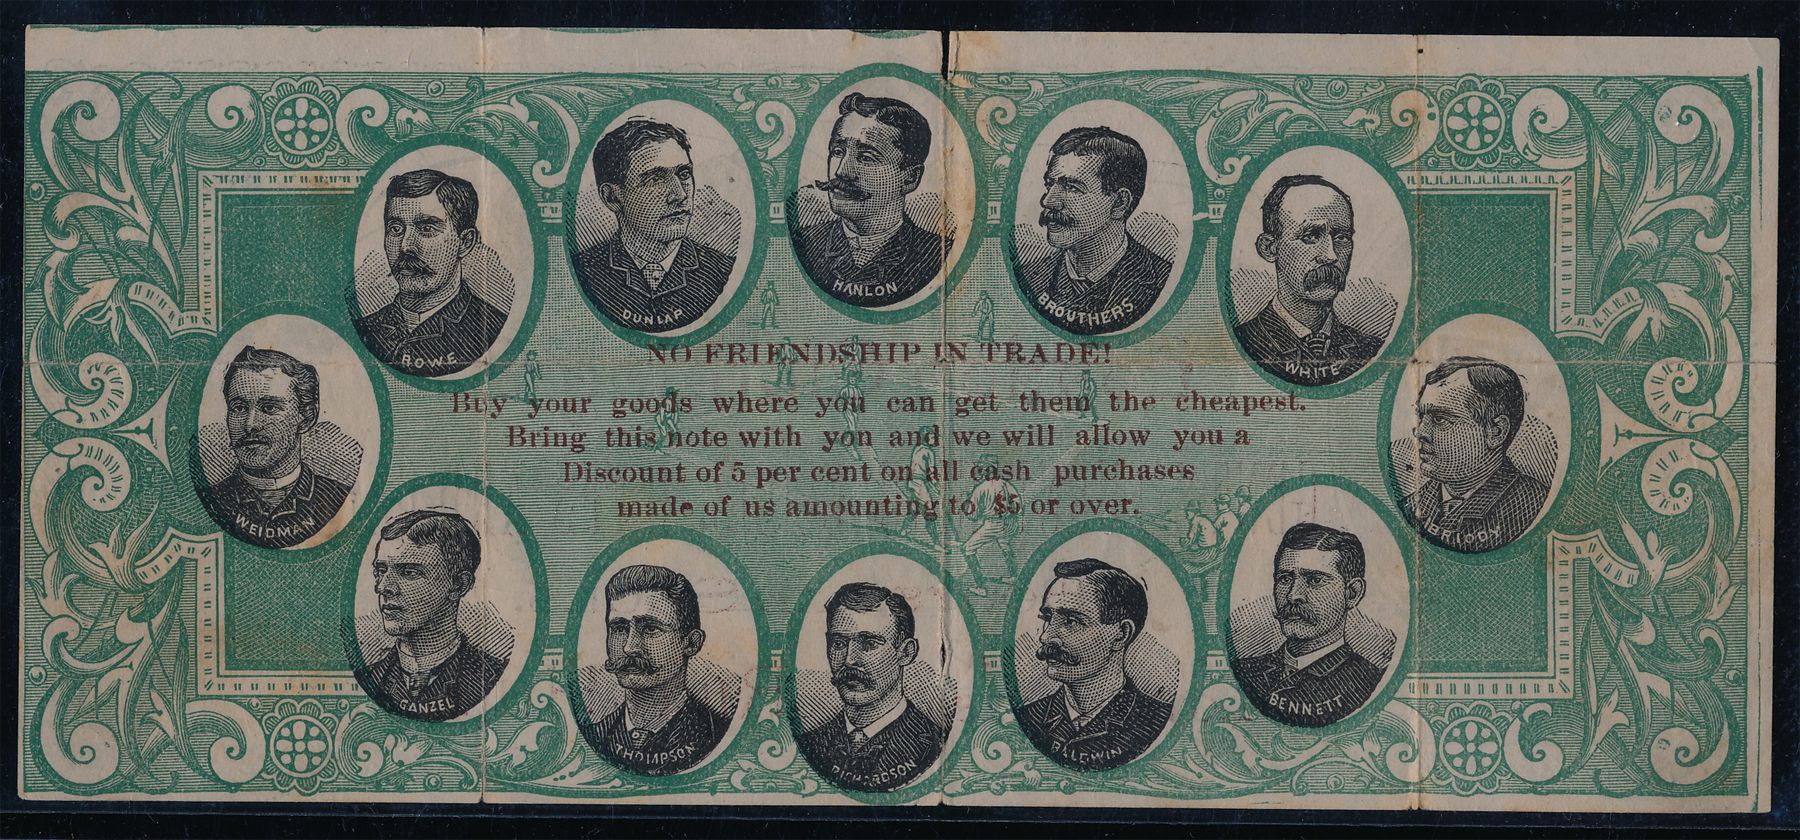 ROWE
DUNLAP
HANLON
BROUTHERS
WHITE
WEIDMAN
BRIODY
NO FRIENDSHIP IN TRADE!
Buy your goods where you can get them the cheapest.
Bring this note with yon and we will allow you a
Discount of 5 per cent on all cash purchases
made of us amounting to $5 or over.
GANZEL
THOMPSON
RICHARDSON
BALDWIN
BENNETT